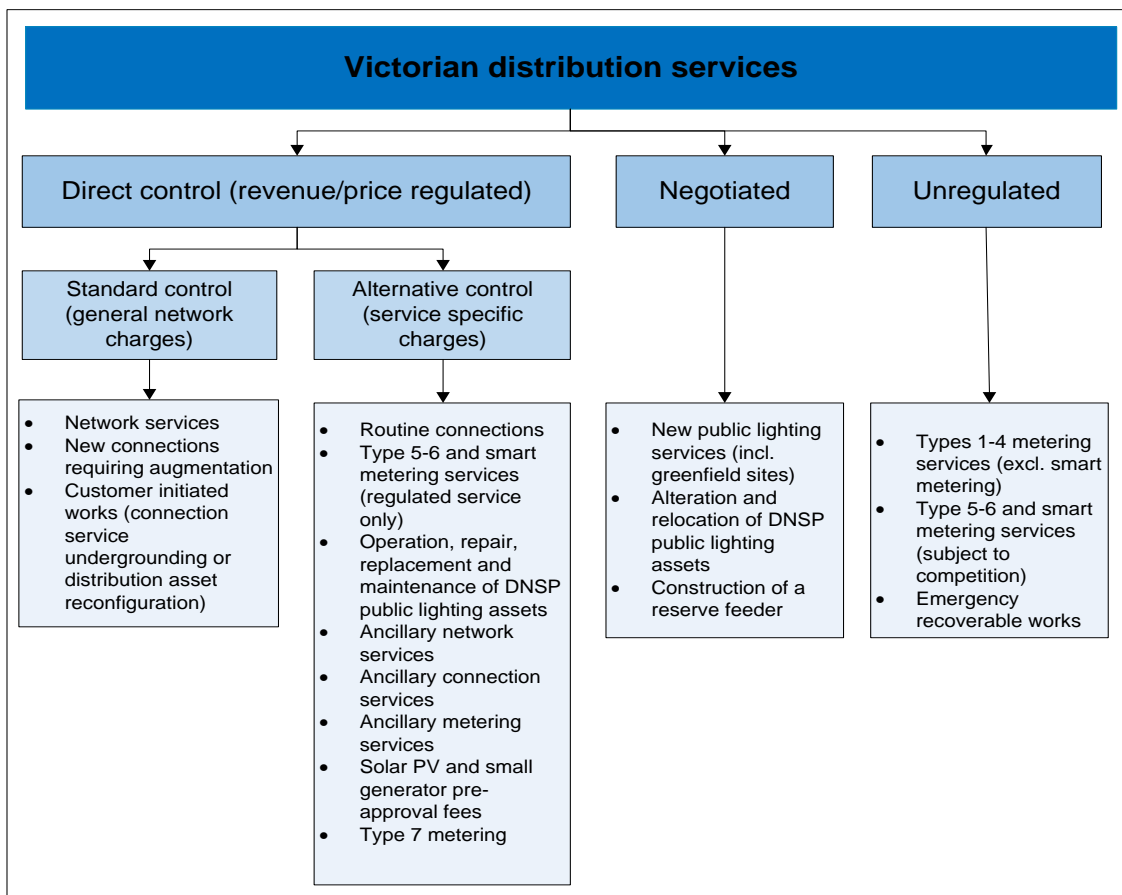 Victorian distribution services
Direct control (revenue/price regulated)
Negotiated
Unregulated
Standard control
(general network
charges)
Alternative control
(service specific
charges)
• Network services
• New connections
requiring augmentation
• Customer initiated
works (connection
service
undergrounding or
distribution asset
reconfiguration)
• Routine connections
• Type 5-6 and smart
metering services
(regulated service
only)
• Operation, repair,
replacement and
maintenance of DNSP
public lighting assets
• Ancillary network
services
• Ancillary connection
services
• Ancillary metering
services
• Solar PV and small
generator pre-
approval fees
• Type 7 metering
• New public lighting
services (incl.
greenfield sites)
• Alteration and
relocation of DNSP
public lighting
assets
• Construction of a
reserve feeder
• Types 1-4 metering
services (excl. smart
metering)
• Type 5-6 and smart
metering services
(subject to
competition)
• Emergency
recoverable works